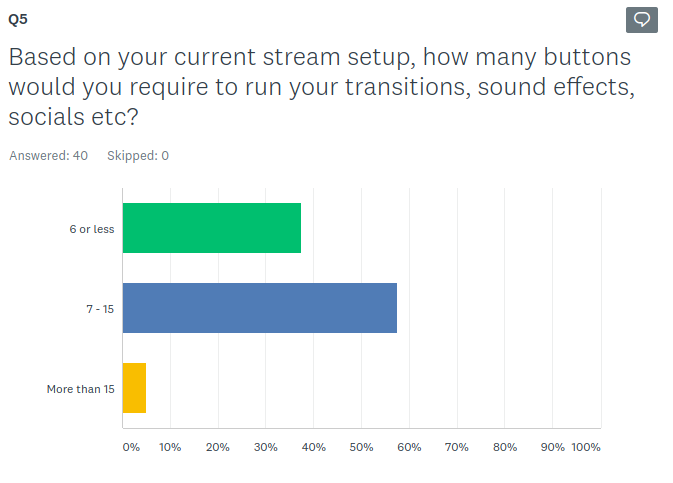 Q5
Based on your current stream setup, how many buttons
would you require to run your transitions, sound effects,
socials etc?
Answered: 40 Skipped: 0
6 or less
7 - 15
More than 15
0% 10% 20% 30% 40% 50% 60% 70% 80% 90% 100%